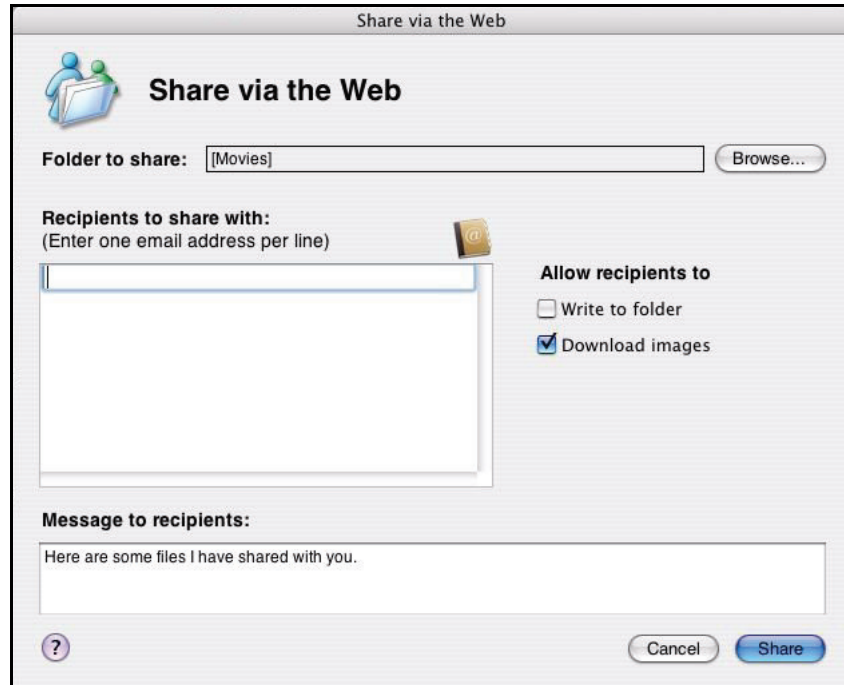 Share via the Web
Share via the Web
Folder to share: [Movies] Browse...
Recipients to share with:
(Enter one email address per line)
@
Allow recipients to
Write to folder
Download images
Message to recipients:
Here are some files I have shared with you.
? Cancel Share